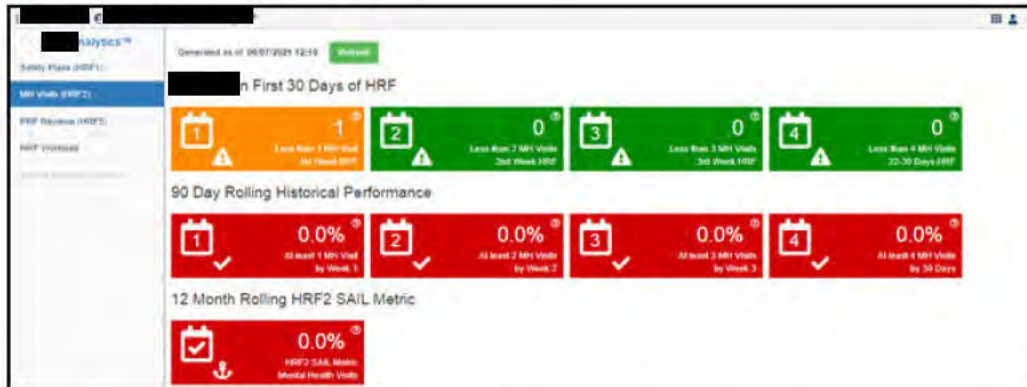 nalytics™
Generated as of 06/07/2021 12:10 Refresh
Safety Plans (HRF1)
n First 30 Days of HRF
MH Visits (HRF2)
HRF Workload
1 1
Less than 1 MH Visit
1st Week HRF
2 0
Less than 2 MH Visits
2nd Week HRF
3 0
Less than 3 MH Visits
3rd Week HRF
4 0
Less than 4 MH Visits
22-30 Days HRF
90 Day Rolling Historical Performance
1 0.0%
At least 1 MH Visit
by Week 1
2 0.0%
At least 2 MH Visits
by Week 2
3 0.0%
At least 3 MH Visits
by Week 3
4 0.0%
At least 4 MH Visits
by 30 Days
12 Month Rolling HRF2 SAIL Metric
0.0%
HRF2 SAIL Metric
Mental Health Visits